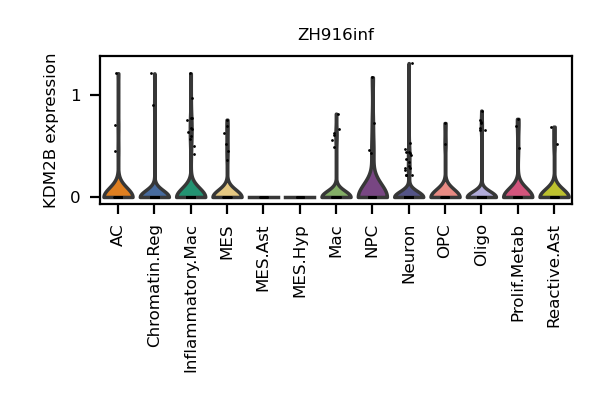 ZH916inf
KDM2B expression
1
0
AC
Chromatin.Reg
Inflammatory.Mac
MES
MES.Ast
MES.Hyp
Mac
NPC
Neuron
OPC
Oligo
Prolif.Metab
Reactive.Ast